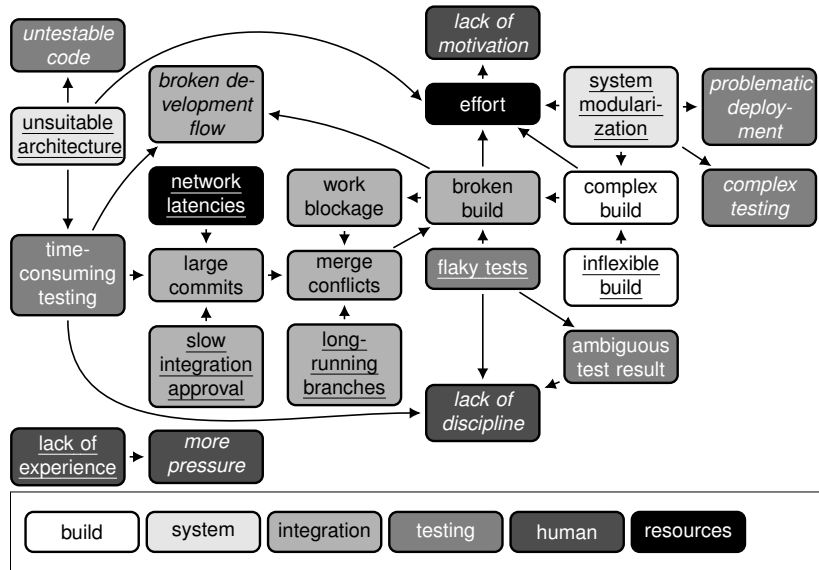 untestable
code
lack of
motivation
broken de-
velopment
flow
effort
system
modulari-
zation
problematic
deploy-
ment
unsuitable
architecture
network
latencies
work
blockage
broken
build
complex
build
complex
testing
time-
consuming
testing
large
commits
merge
conflicts
flaky tests
inflexible
build
slow
integration
approval
long-
running
branches
ambiguous
test result
lack of
discipline
lack of
experience
more
pressure
build
system
integration
testing
human
resources